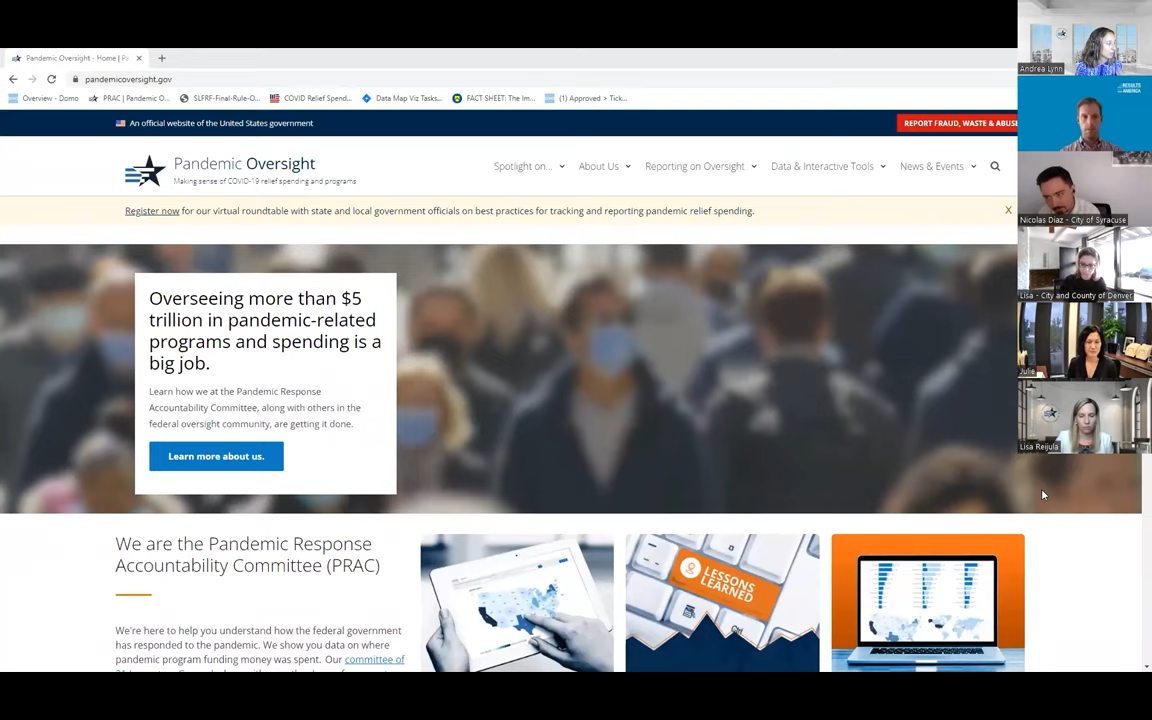 Pandemic Oversight - Home | Pa
pandemicoversight.gov
Overview - Domo
PRAC | Pandemic O...
SLFRF-Final-Rule-O...
COVID Relief Spend...
Data Map Viz Tasks...
FACT SHEET: The Im...
(1) Approved > Tick...
An official website of the United States government
REPORT FRAUD, WASTE & ABUSE
Pandemic Oversight
Making sense of COVID-19 relief spending and programs
Spotlight on...
About Us
Reporting on Oversight
Data & Interactive Tools
News & Events
Register now for our virtual roundtable with state and local government officials on best practices for tracking and reporting pandemic relief spending.
X
Overseeing more than $5
trillion in pandemic-related
programs and spending is a
big job.
Learn how we at the Pandemic Response
Accountability Committee, along with others in the
federal oversight community, are getting it done.
Learn more about us.
We are the Pandemic Response
Accountability Committee (PRAC)
We're here to help you understand how the federal government
has responded to the pandemic. We show you data on where
pandemic program funding money was spent. Our committee of
LESSONS
LEARNED
Ctrl
Andrea Lynn
RESULTS
AMERICA
Nicolas Diaz - City of Syracuse
Lisa - City and County of Denver
Julie
Lisa Reijula